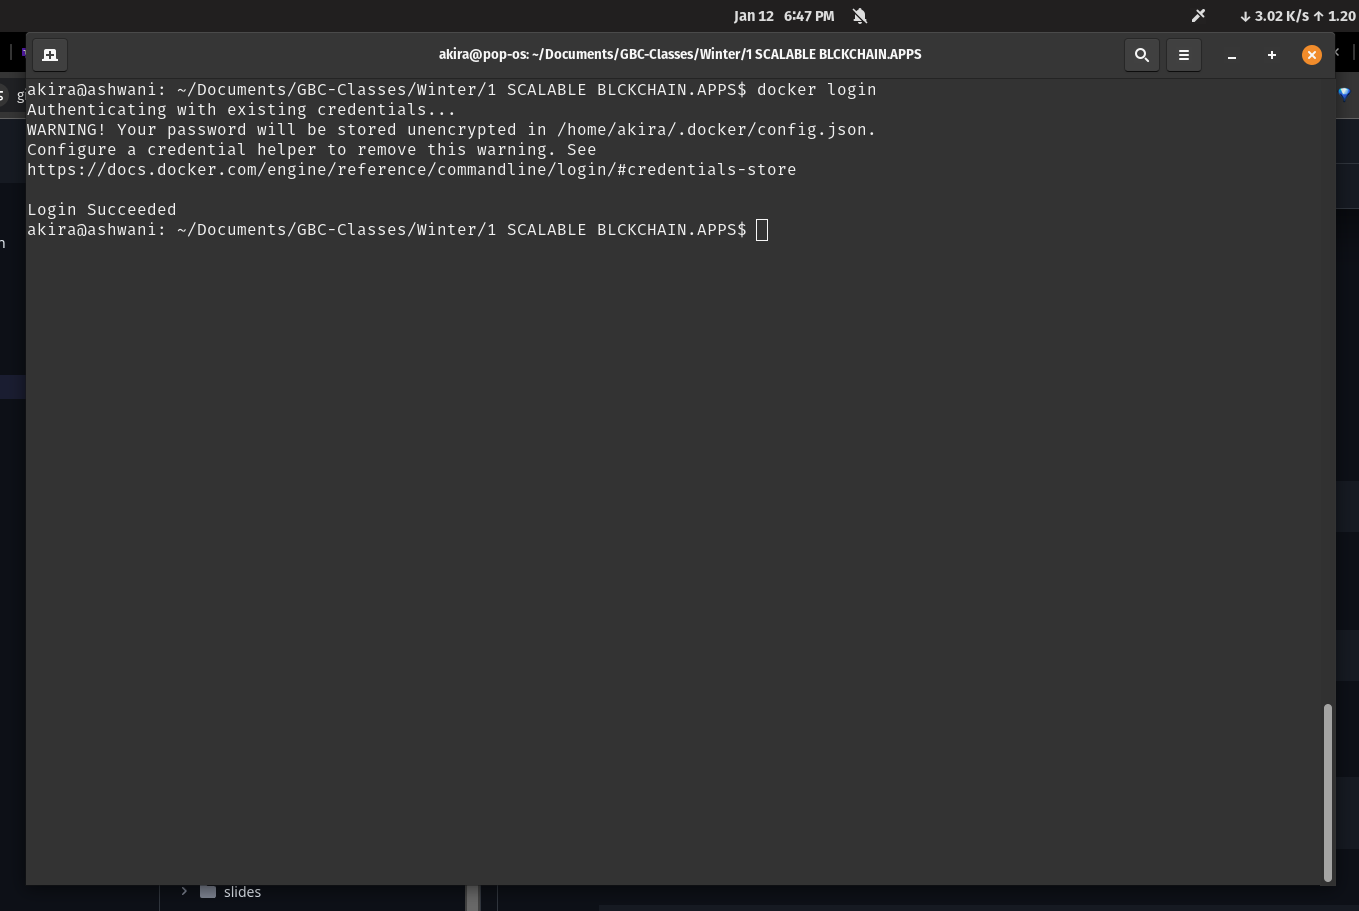 Jan 12 6:47 PM
↓ 3.02 K/s ↑ 1.20
akira@pop-os: ~/Documents/GBC-Classes/Winter/1 SCALABLE BLCKCHAIN.APPS
akira@ashwani: ~/Documents/GBC-Classes/Winter/1 SCALABLE BLCKCHAIN.APPS$ docker login
Authenticating with existing credentials...
WARNING! Your password will be stored unencrypted in /home/akira/.docker/config.json.
Configure a credential helper to remove this warning. See
https://docs.docker.com/engine/reference/commandline/login/#credentials-store
Login Succeeded
akira@ashwani: ~/Documents/GBC-Classes/Winter/1 SCALABLE BLCKCHAIN.APPS$
slides